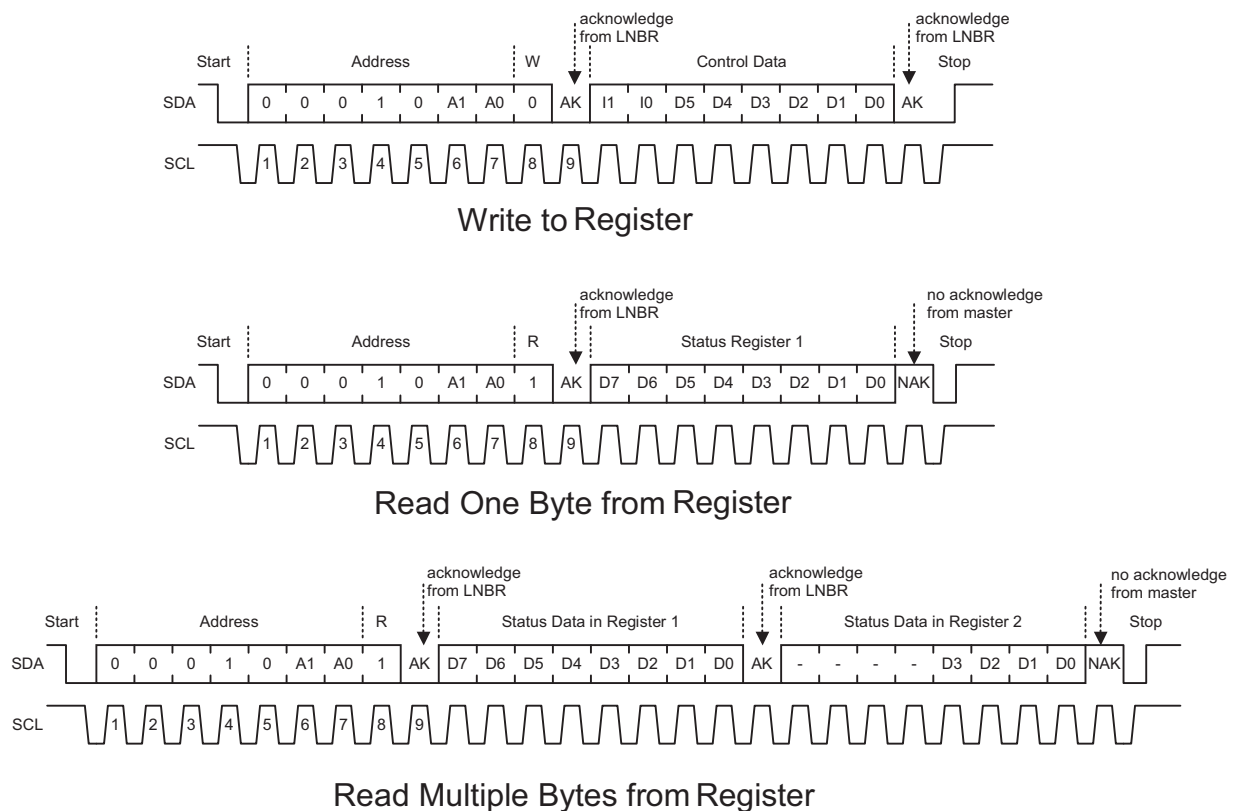 acknowledge
from LNBR
acknowledge
from LNBR
Start Address W Control Data Stop
SDA 0 0 0 1 0 A1 A0 0 AK I1 I0 D5 D4 D3 D2 D1 D0 AK
SCL 1 2 3 4 5 6 7 8 9
Write to Register
acknowledge
from LNBR
no acknowledge
from master
Start Address R Status Register 1 Stop
SDA 0 0 0 1 0 A1 A0 1 AK D7 D6 D5 D4 D3 D2 D1 D0 NAK
SCL 1 2 3 4 5 6 7 8 9
Read One Byte from Register
acknowledge
from LNBR
acknowledge
from LNBR
no acknowledge
from master
Start Address R Status Data in Register 1 Status Data in Register 2 Stop
SDA 0 0 0 1 0 A1 A0 1 AK D7 D6 D5 D4 D3 D2 D1 D0 AK - - - - D3 D2 D1 D0 NAK
SCL 1 2 3 4 5 6 7 8 9
Read Multiple Bytes from Register